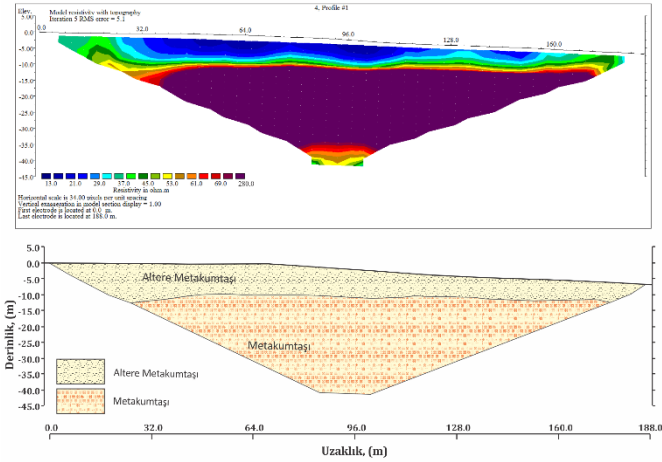 4. Profile #1
Elev.
Model resistivity with topography
Iteration 5 RMS error = 5.1
0.0
32.0
64.0
96.0
128.0
160.0
5.0
0.0
-5.0
-10.0
-15.0
-20.0
-25.0
-30.0
-35.0
-40.0
-45.0
13.0 21.0 29.0 37.0 45.0 53.0 61.0 69.0 280.0
Resistivity in ohm.m
Horizontal scale is 34.00 pixels per unit spacing
Vertical exaggeration in model section display = 1.00
First electrode is located at 0.0 m.
Last electrode is located at 188.0 m.
5.0
0.0
-5.0
-10.0
-15.0
-20.0
-25.0
-30.0
-35.0
-40.0
-45.0
Derinlik, (m)
Altere Metakumtaşı
Metakumtaşı
Altere Metakumtaşı
Metakumtaşı
0.0 32.0 64.0 96.0 128.0 160.0 188.0
Uzaklık, (m)